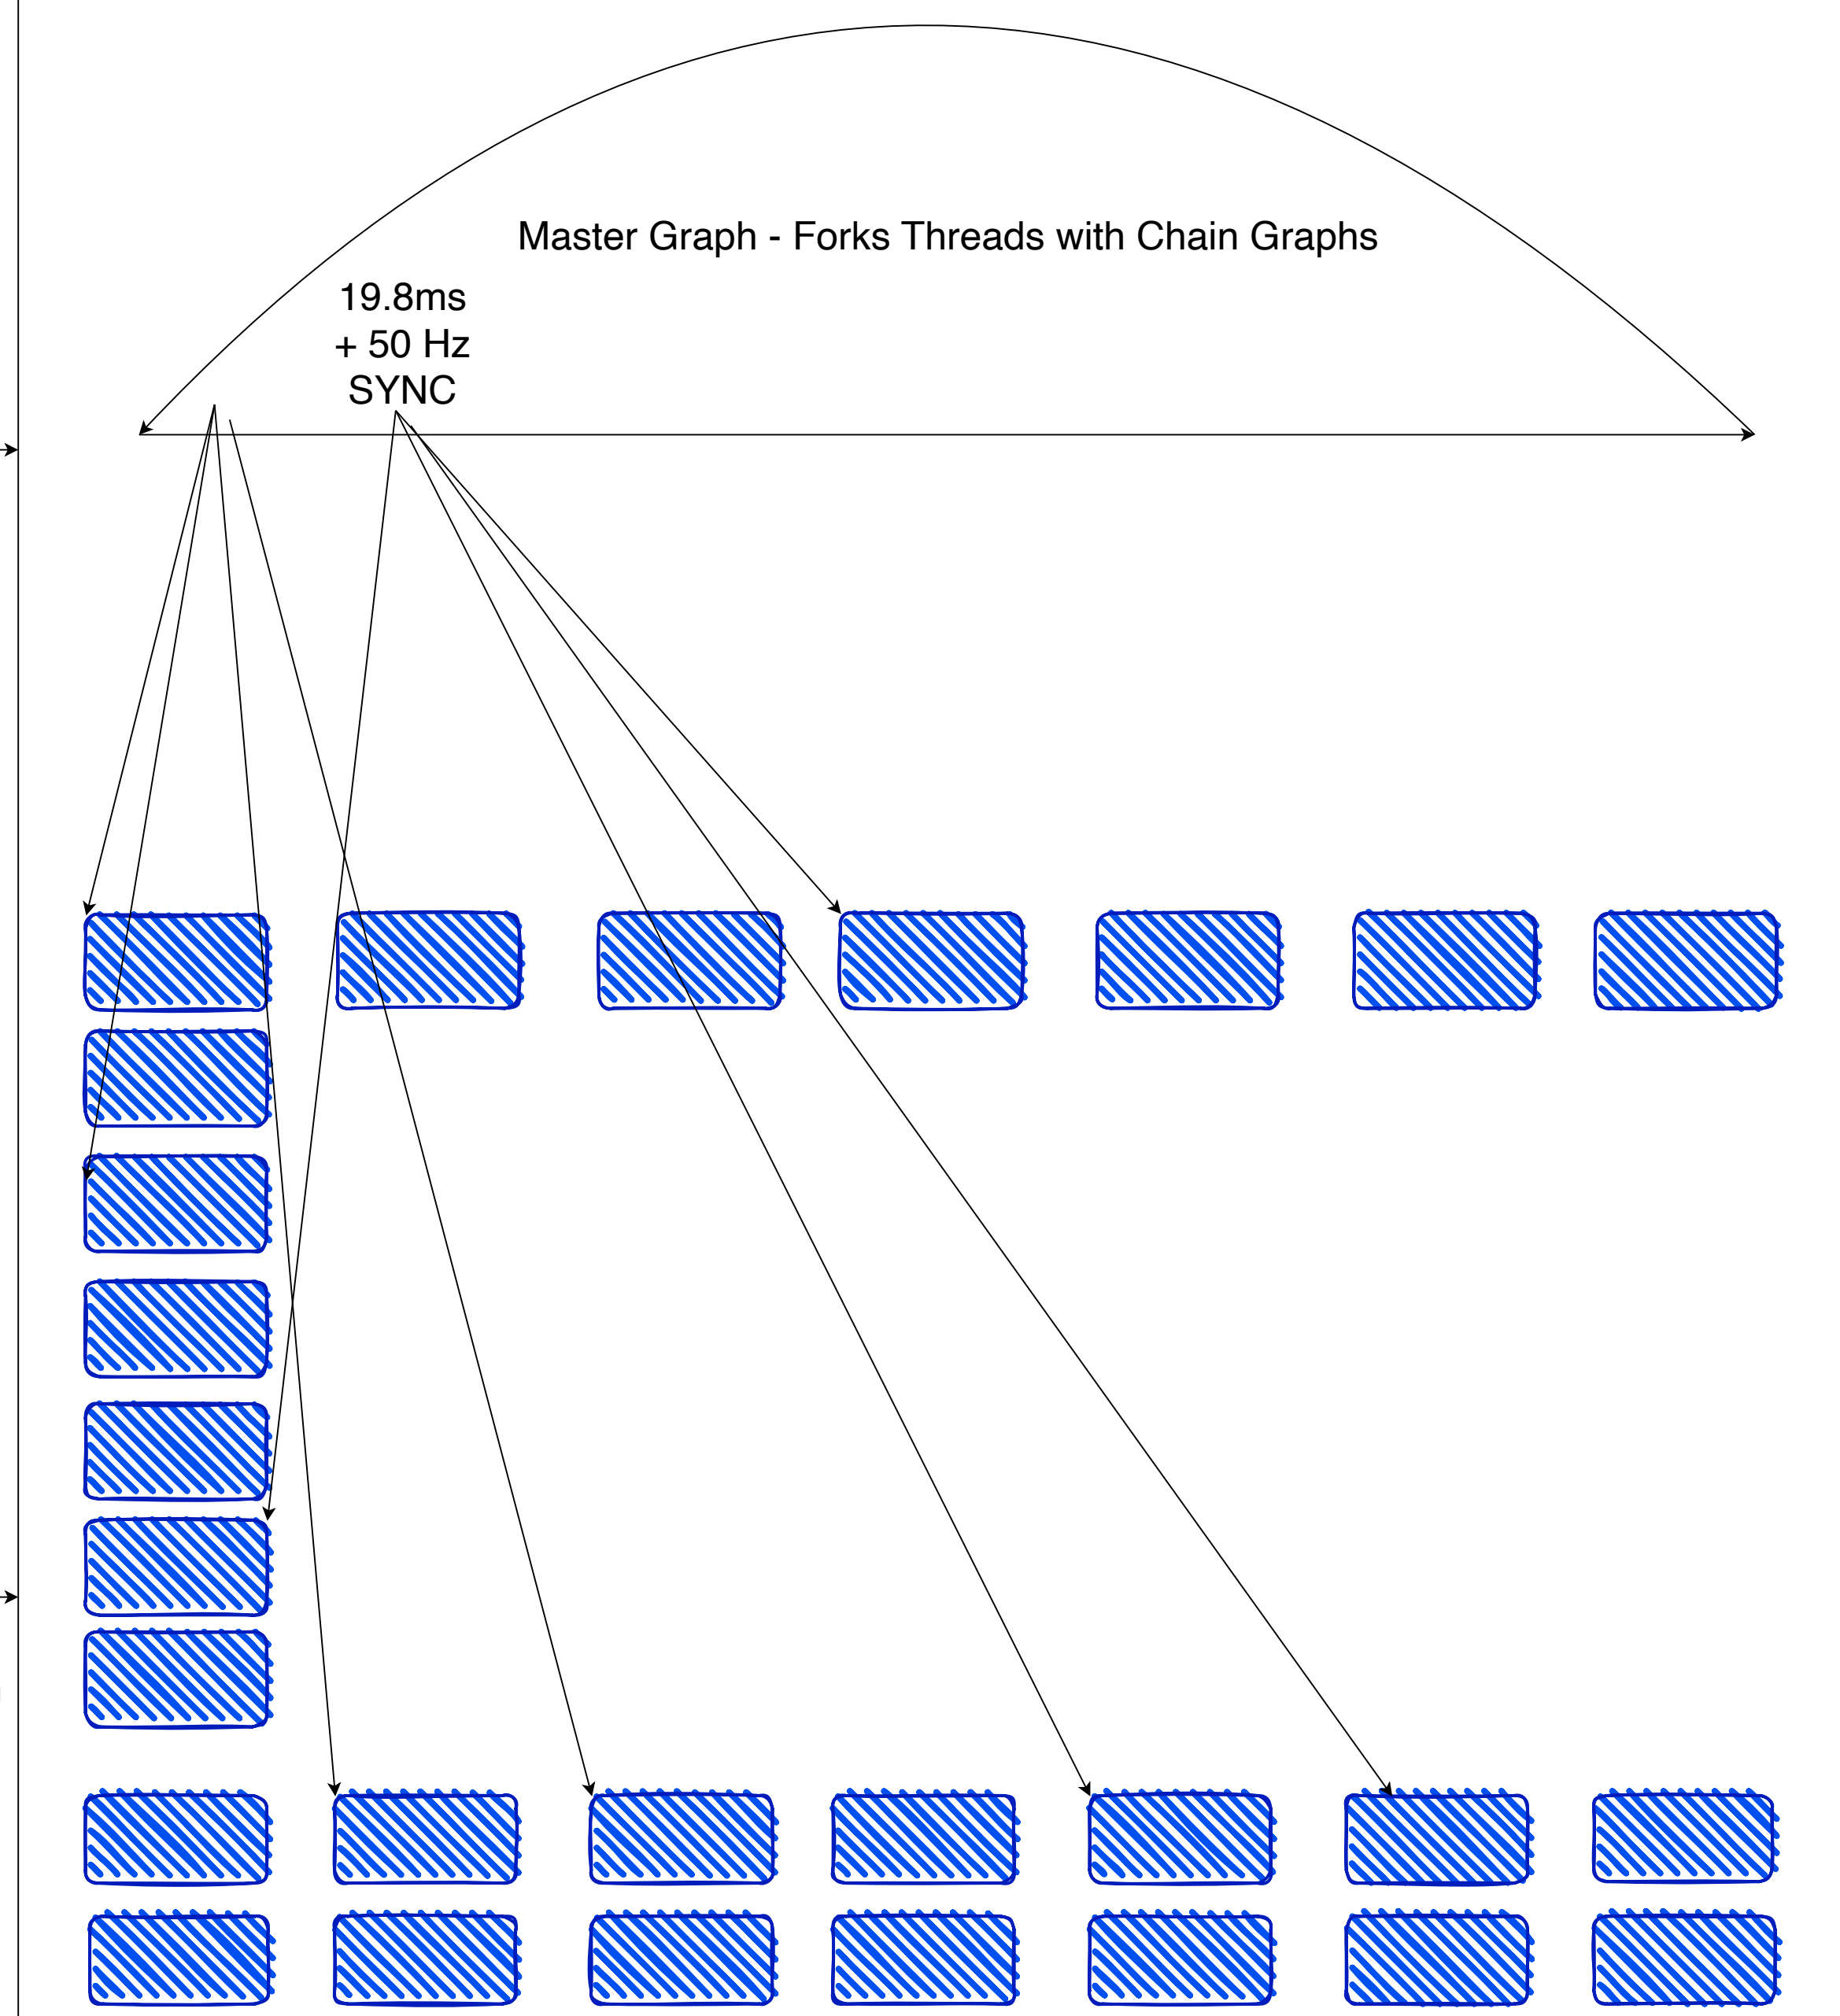 Master Graph - Forks Threads with Chain Graphs
19.8ms
+ 50 Hz
SYNC